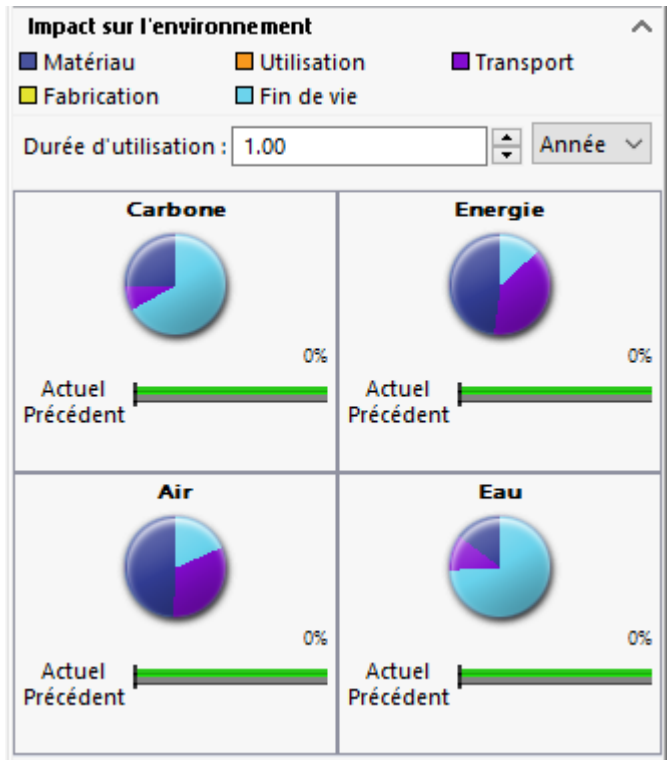 Impact sur l'environnement
Matériau Utilisation Transport
Fabrication Fin de vie
Durée d'utilisation : 1.00 Année
Carbone Energie
0% 0%
Actuel Actuel
Précédent Précédent
Air Eau
0% 0%
Actuel Actuel
Précédent Précédent